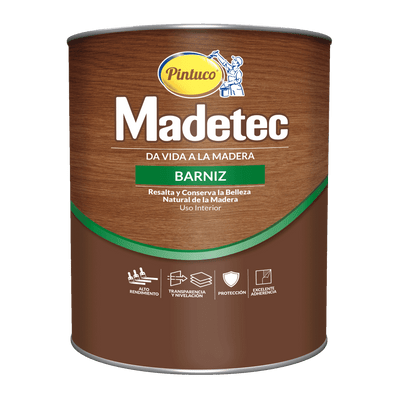 Pintuco
Madetec
DA VIDA A LA MADERA
BARNIZ
Resalta y Conserva la Belleza
Natural de la Madera
Uso Interior
ALTO
RENDIMIENTO
TRANSPARENCIA
Y NIVELACIÓN
PROTECCIÓN
EXCELENTE
ADHERENCIA